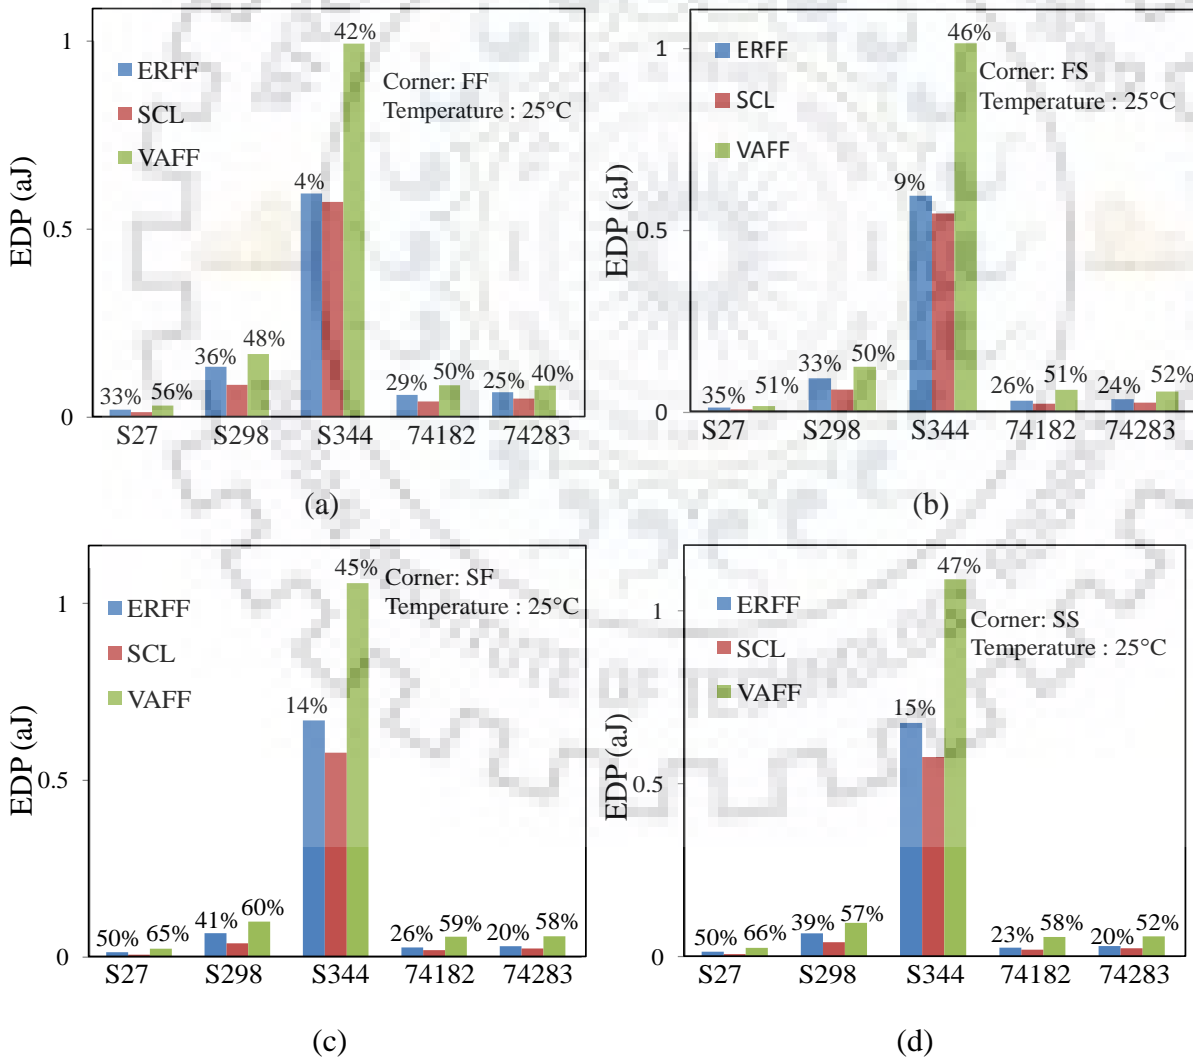 EDP (aJ)
1
0.5
0
ERFF
SCL
VAFF
Corner: FF
Temperature : 25°C
33% 56% 36% 48% 4% 42% 29% 50% 25% 40%
S27 S298 S344 74182 74283
(a)
EDP (aJ)
1
0.5
0
ERFF
SCL
VAFF
Corner: FS
Temperature : 25°C
35% 51% 33% 50% 9% 46% 26% 51% 24% 52%
S27 S298 S344 74182 74283
(b)
EDP (aJ)
1
0.5
0
ERFF
SCL
VAFF
Corner: SF
Temperature : 25°C
50% 65% 41% 60% 14% 45% 26% 59% 20% 58%
S27 S298 S344 74182 74283
(c)
EDP (aJ)
1
0.5
0
ERFF
SCL
VAFF
Corner: SS
Temperature : 25°C
50% 66% 39% 57% 15% 47% 23% 58% 20% 52%
S27 S298 S344 74182 74283
(d)